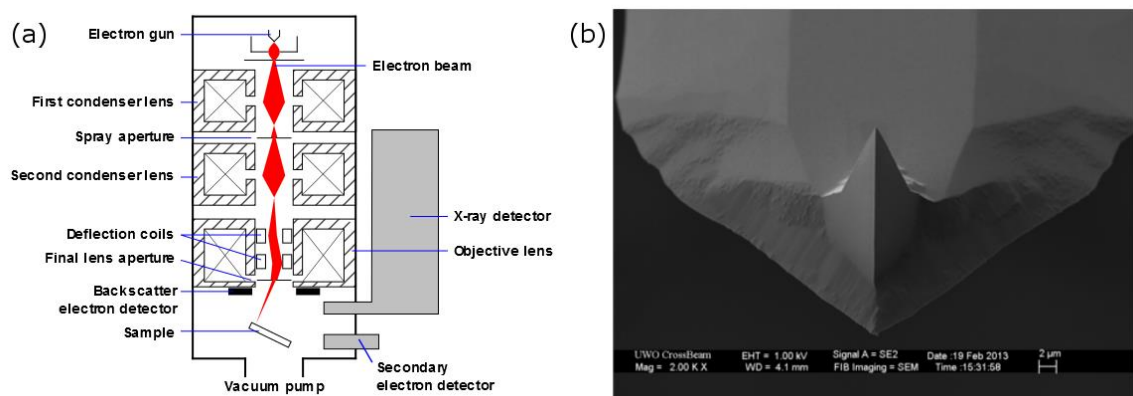 (a)
Electron gun
Electron beam
First condenser lens
Spray aperture
Second condenser lens
X-ray detector
Deflection coils
Objective lens
Final lens aperture
Backscatter
electron detector
Sample
Secondary
electron detector
Vacuum pump
(b)
UWO CrossBeam
Mag = 2.00 K X
EHT = 1.00 kV
WD = 4.1 mm
Signal A = SE2
FIB Imaging = SEM
Date :19 Feb 2013
Time :15:31:58
2 µm